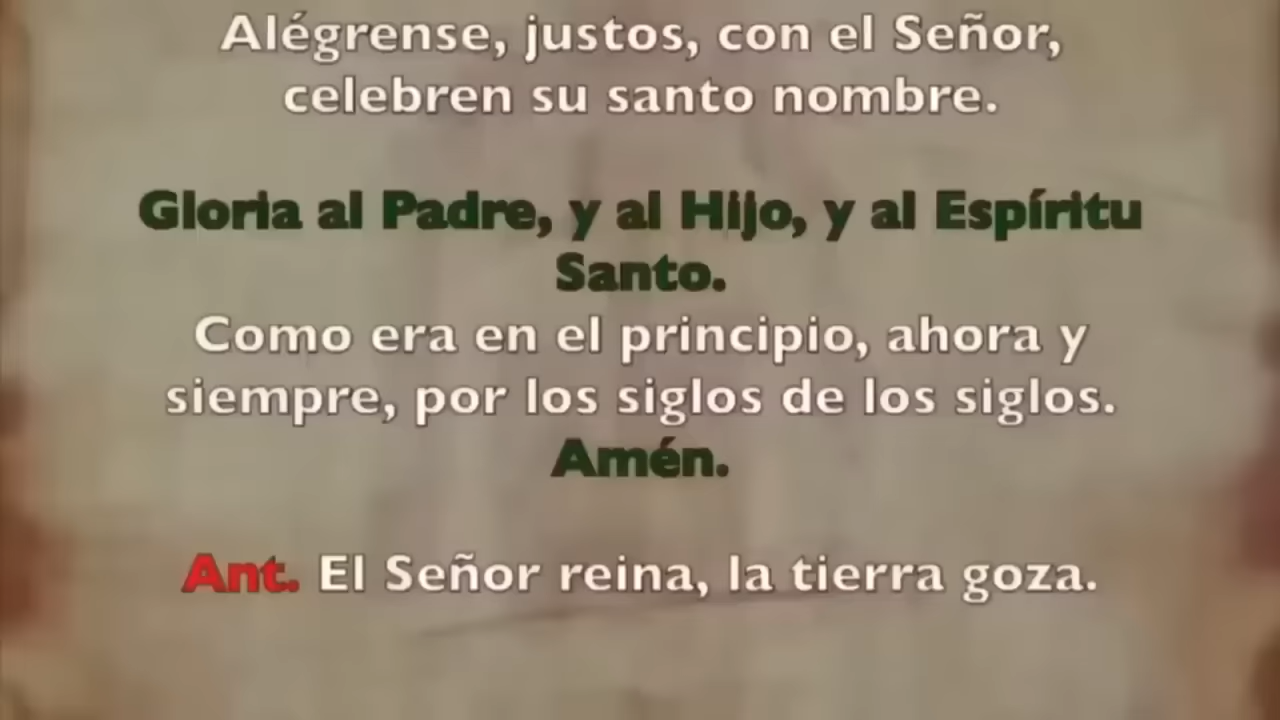 Alégrense, justos, con el Señor,
celebren su santo nombre.
Gloria al Padre, y al Hijo, y al Espíritu
Santo.
Como era en el principio, ahora y
siempre, por los siglos de los siglos.
Amén.
Ant. El Señor reina, la tierra goza.